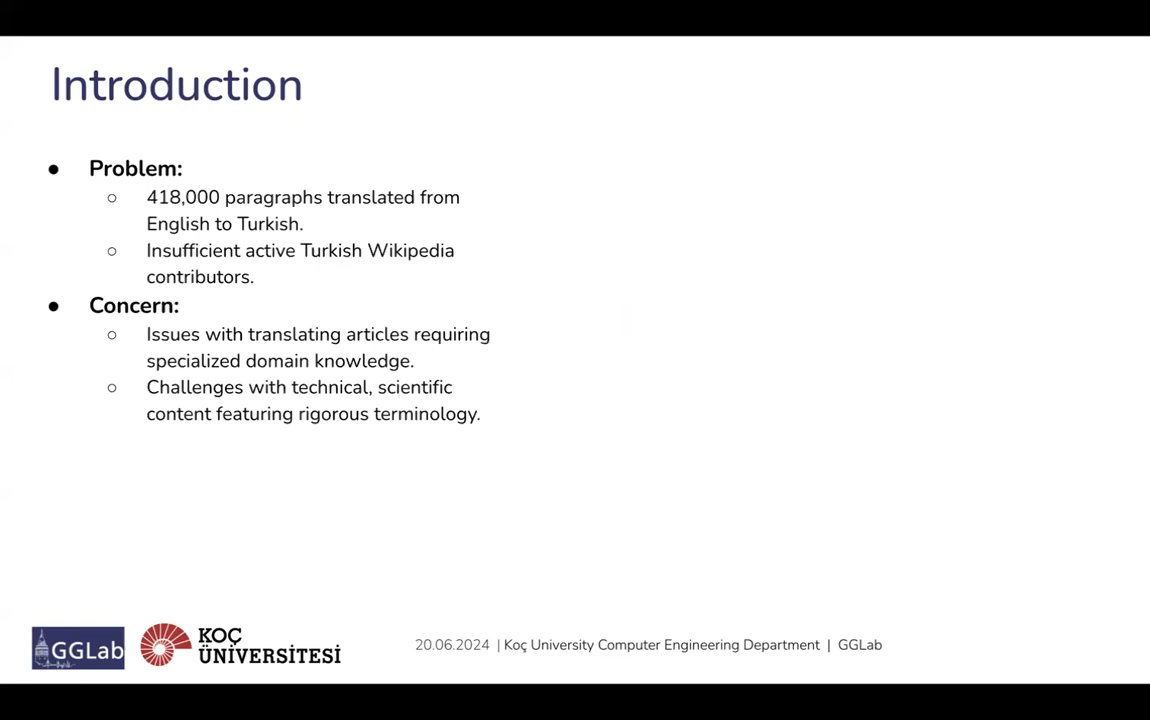 Introduction
● Problem:
○ 418,000 paragraphs translated from
English to Turkish.
○ Insufficient active Turkish Wikipedia
contributors.
● Concern:
○ Issues with translating articles requiring
specialized domain knowledge.
○ Challenges with technical, scientific
content featuring rigorous terminology.
GGLab
KOÇ
ÜNİVERSİTESİ
20.06.2024 | Koç University Computer Engineering Department | GGLab